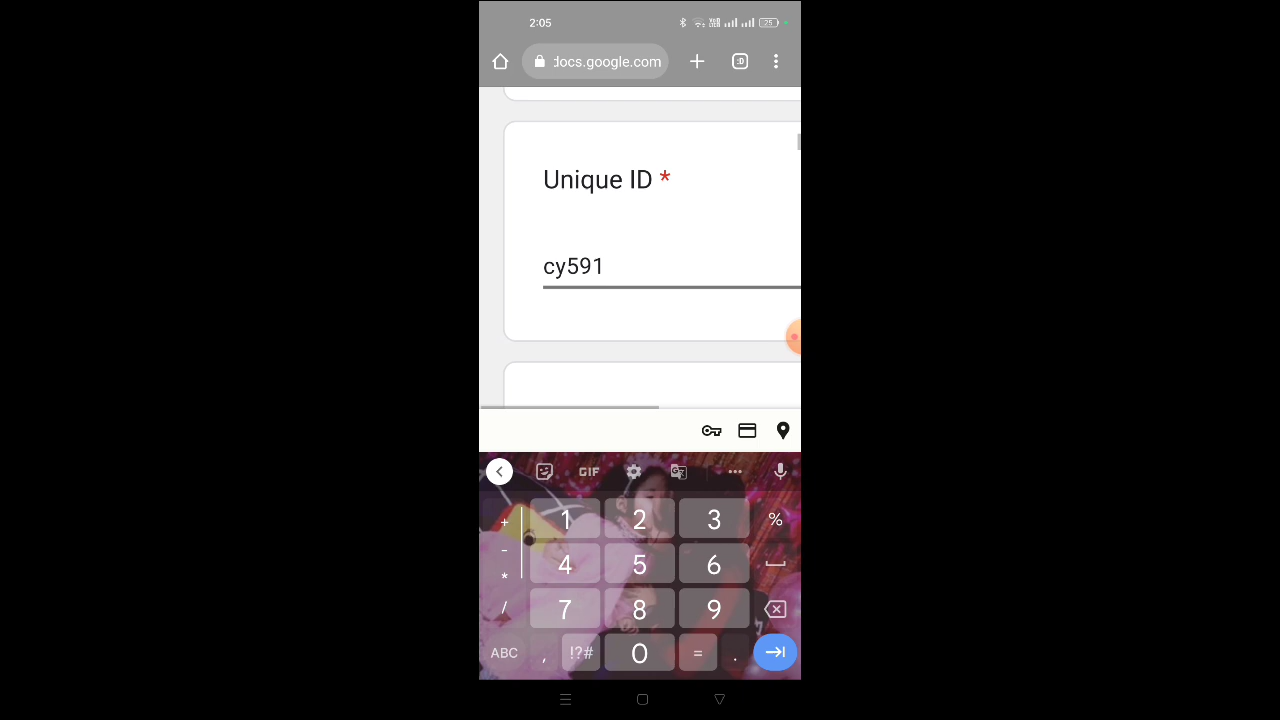 2:05
25
docs.google.com
:D
Unique ID *
cy591
GIF
+ 1 2 3 %
- 4 5 6
*
/ 7 8 9
ABC , !?# 0 = .